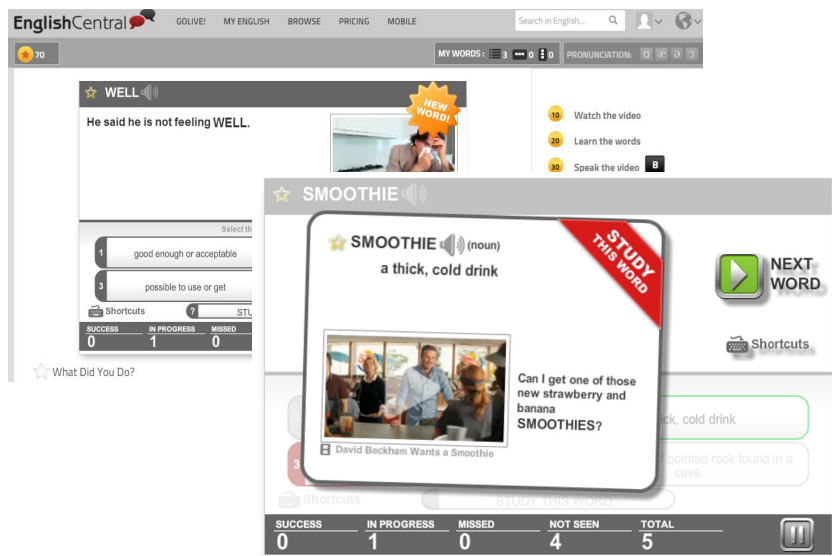 EnglishCentral
GOLIVE! MY ENGLISH BROWSE PRICING MOBILE
Search in English...
70
MY WORDS: 3 0 0 PRONUNCIATION: ɑ æ ə ɔ
WELL
NEW WORD!
He said he is not feeling WELL.
10 Watch the video
20 Learn the words
30 Speak the video B
Select th
1 good enough or acceptable
3 possible to use or get
Shortcuts ? STU
SUCCESS IN PROGRESS MISSED
0 1 0
What Did You Do?
SMOOTHIE
STUDY
THIS WORD
SMOOTHIE (noun)
a thick, cold drink
NEXT
WORD
Shortcuts
Can I get one of those
new strawberry and
banana
SMOOTHIES?
David Beckham Wants a Smoothie
ick, cold drink
3 pointed rock found in a
cave
Shortcuts STUDY THIS WORD
SUCCESS IN PROGRESS MISSED NOT SEEN TOTAL
0 1 0 4 5